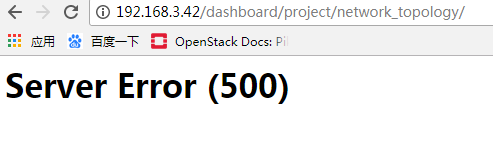 192.168.3.42/dashboard/project/network_topology/
应用 百度一下 OpenStack Docs: Pi
Server Error (500)